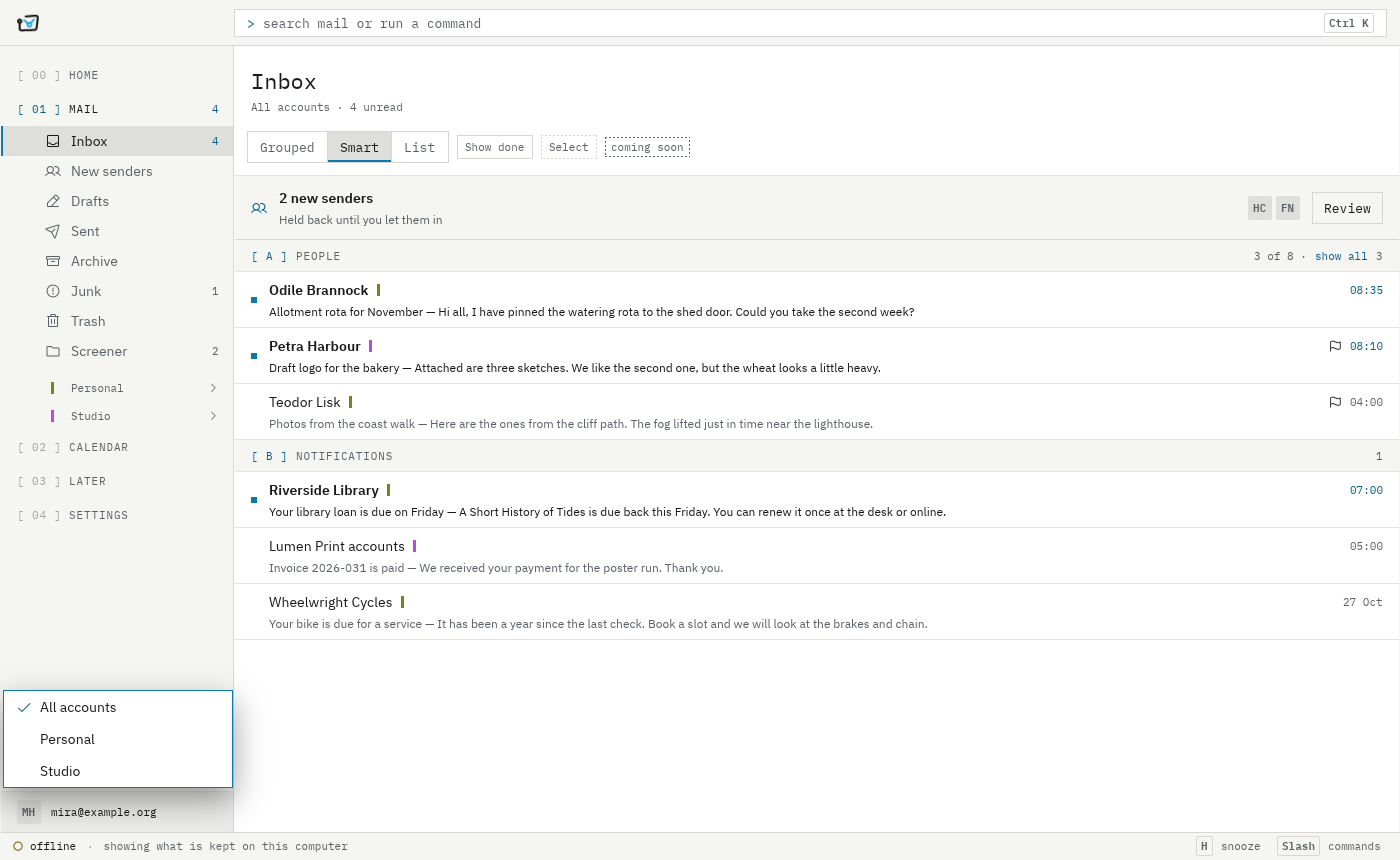 > search mail or run a command Ctrl K
[ 00 ] HOME
[ 01 ] MAIL 4
Inbox 4
New senders
Drafts
Sent
Archive
Junk 1
Trash
Screener 2
Personal
Studio
[ 02 ] CALENDAR
[ 03 ] LATER
[ 04 ] SETTINGS
All accounts
Personal
Studio
MH mira@example.org
Inbox
All accounts · 4 unread
Grouped Smart List Show done Select coming soon
2 new senders
Held back until you let them in
HC FN Review
[ A ] PEOPLE 3 of 8 · show all 3
Odile Brannock 08:35
Allotment rota for November — Hi all, I have pinned the watering rota to the shed door. Could you take the second week?
Petra Harbour 08:10
Draft logo for the bakery — Attached are three sketches. We like the second one, but the wheat looks a little heavy.
Teodor Lisk 04:00
Photos from the coast walk — Here are the ones from the cliff path. The fog lifted just in time near the lighthouse.
[ B ] NOTIFICATIONS 1
Riverside Library 07:00
Your library loan is due on Friday — A Short History of Tides is due back this Friday. You can renew it once at the desk or online.
Lumen Print accounts 05:00
Invoice 2026-031 is paid — We received your payment for the poster run. Thank you.
Wheelwright Cycles 27 Oct
Your bike is due for a service — It has been a year since the last check. Book a slot and we will look at the brakes and chain.
offline · showing what is kept on this computer H snooze Slash commands